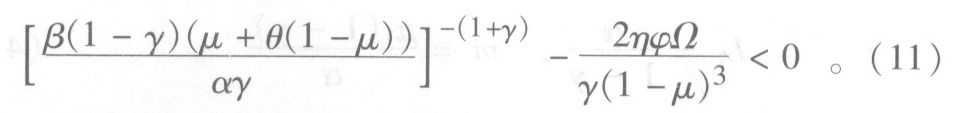 [β(1 − γ)(μ + θ(1 − μ)) / αγ]^{−(1+γ)} − 2ηφΩ / γ(1 − μ)^3 < 0 。(11)